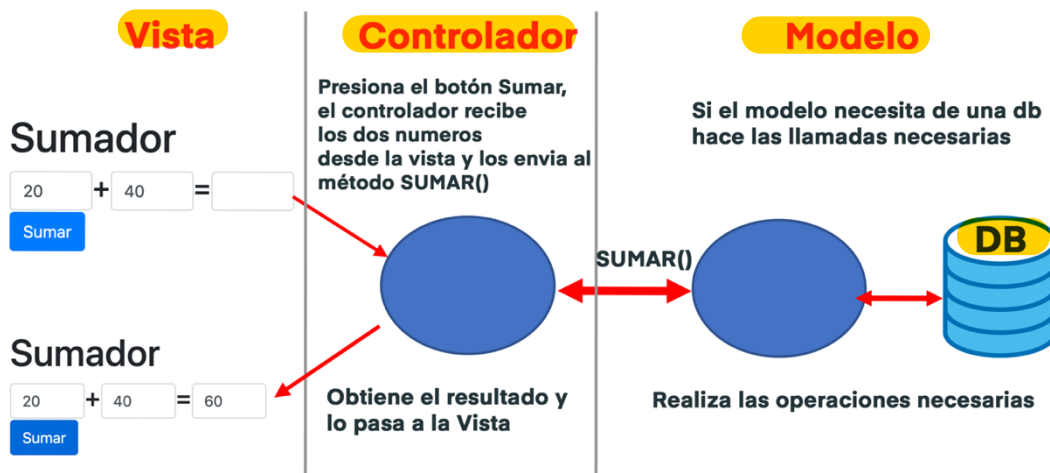 Vista
Sumador
20 + 40 =
Sumar
Sumador
20 + 40 = 60
Sumar
Controlador
Presiona el botón Sumar,
el controlador recibe
los dos numeros
desde la vista y los envia al
método SUMAR()
Obtiene el resultado y
lo pasa a la Vista
SUMAR()
Modelo
Si el modelo necesita de una db
hace las llamadas necesarias
DB
Realiza las operaciones necesarias